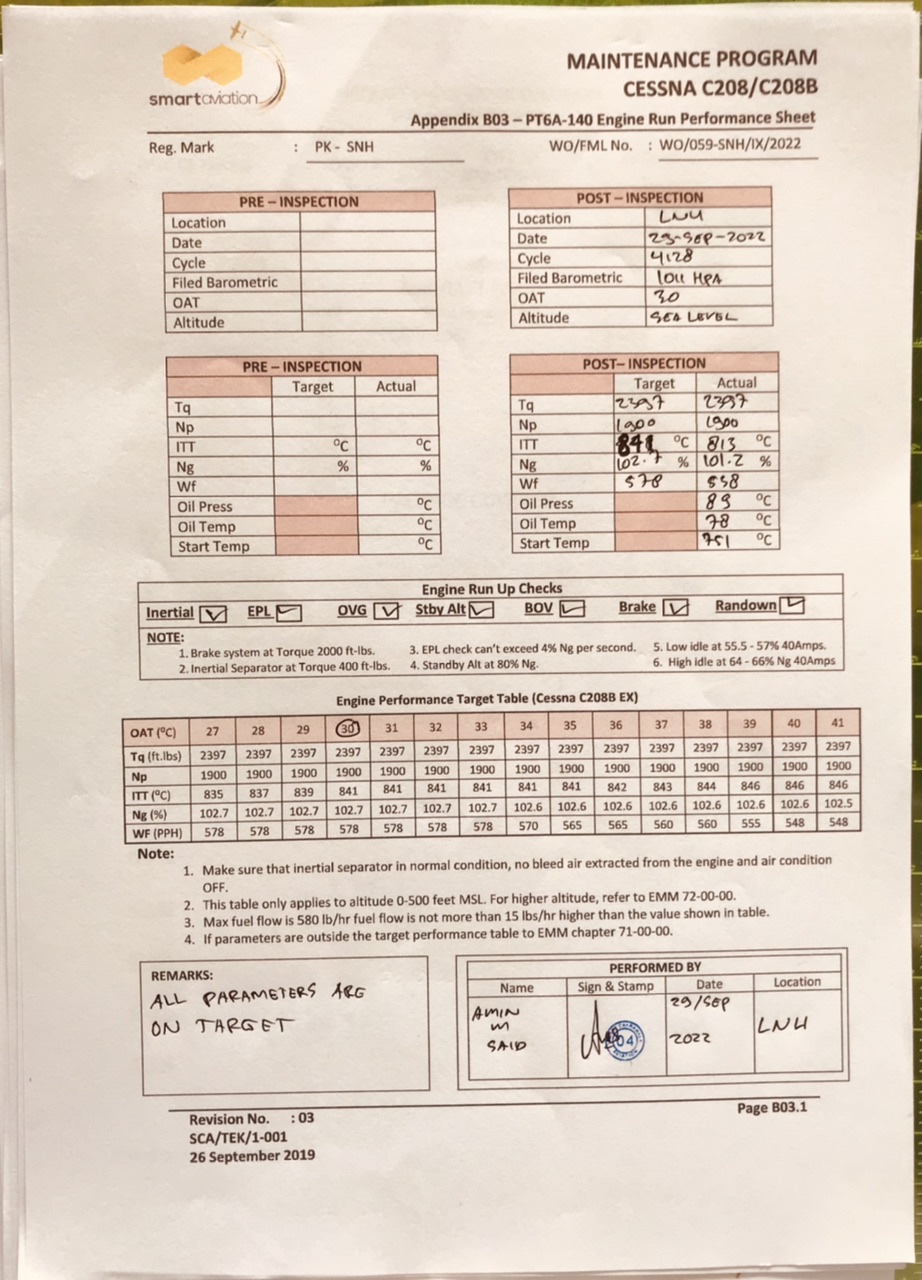 smartaviation
MAINTENANCE PROGRAM
CESSNA C208/C208B
Appendix B03 – PT6A-140 Engine Run Performance Sheet
Reg. Mark : PK - SNH WO/FML No. : WO/059-SNH/IX/2022
PRE – INSPECTION
Location
Date
Cycle
Filed Barometric
OAT
Altitude
POST – INSPECTION
Location LNU
Date 29-SEP-2022
Cycle 4128
Filed Barometric 1011 HPA
OAT 30
Altitude SEA LEVEL
PRE – INSPECTION
Target Actual
Tq
Np
ITT °C °C
Ng % %
Wf
Oil Press °C
Oil Temp °C
Start Temp °C
POST– INSPECTION
Target Actual
Tq 2397 2397
Np 1900 1900
ITT 841 °C 813 °C
Ng 102.7 % 101.2 %
Wf 578 558
Oil Press 89 °C
Oil Temp 78 °C
Start Temp 751 °C
Engine Run Up Checks
Inertial EPL OVG Stby Alt BOV Brake Randown
NOTE:
1. Brake system at Torque 2000 ft-lbs. 3. EPL check can't exceed 4% Ng per second. 5. Low idle at 55.5 - 57% 40Amps.
2. Inertial Separator at Torque 400 ft-lbs. 4. Standby Alt at 80% Ng. 6. High idle at 64 - 66% Ng 40Amps
Engine Performance Target Table (Cessna C208B EX)
OAT (°C) 27 28 29 30 31 32 33 34 35 36 37 38 39 40 41
Tq (ft.lbs) 2397 2397 2397 2397 2397 2397 2397 2397 2397 2397 2397 2397 2397 2397 2397
Np 1900 1900 1900 1900 1900 1900 1900 1900 1900 1900 1900 1900 1900 1900 1900
ITT (°C) 835 837 839 841 841 841 841 841 841 842 843 844 846 846 846
Ng (%) 102.7 102.7 102.7 102.7 102.7 102.7 102.7 102.6 102.6 102.6 102.6 102.6 102.6 102.6 102.5
WF (PPH) 578 578 578 578 578 578 578 570 565 565 560 560 555 548 548
Note:
1. Make sure that inertial separator in normal condition, no bleed air extracted from the engine and air condition
OFF.
2. This table only applies to altitude 0-500 feet MSL. For higher altitude, refer to EMM 72-00-00.
3. Max fuel flow is 580 lb/hr fuel flow is not more than 15 lbs/hr higher than the value shown in table.
4. If parameters are outside the target performance table to EMM chapter 71-00-00.
REMARKS:
ALL PARAMETERS ARE
ON TARGET
PERFORMED BY
Name Sign & Stamp Date Location
AMIN 29/SEP
M 2022 LNU
SAID
04
Revision No. : 03 Page B03.1
SCA/TEK/1-001
26 September 2019